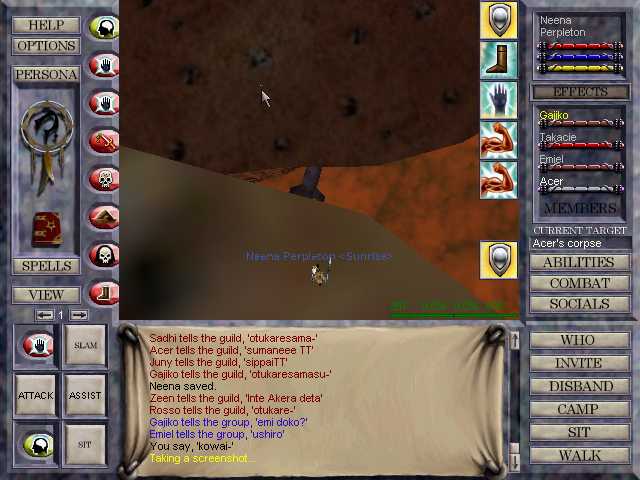 HELP
OPTIONS
PERSONA
SPELLS
VIEW
1
SLAM
ATTACK
ASSIST
SIT
Neena Perpleton <Sunrise>
Sadhi tells the guild, 'otukaresama-'
Acer tells the guild, 'sumaneee TT'
Juny tells the guild, 'sippaiTT'
Gajiko tells the guild, 'otukaresamasu-'
Neena saved.
Zeen tells the guild, 'Inte Akera deta'
Rosso tells the guild, 'otukare-'
Gajiko tells the group, 'emi doko?'
Emiel tells the group, 'ushiro'
You say, 'kowai-'
Taking a screenshot...
Neena
Perpleton
EFFECTS
Gajiko
Takacie
Emiel
Acer
MEMBERS
CURRENT TARGET
Acer's corpse
ABILITIES
COMBAT
SOCIALS
WHO
INVITE
DISBAND
CAMP
SIT
WALK